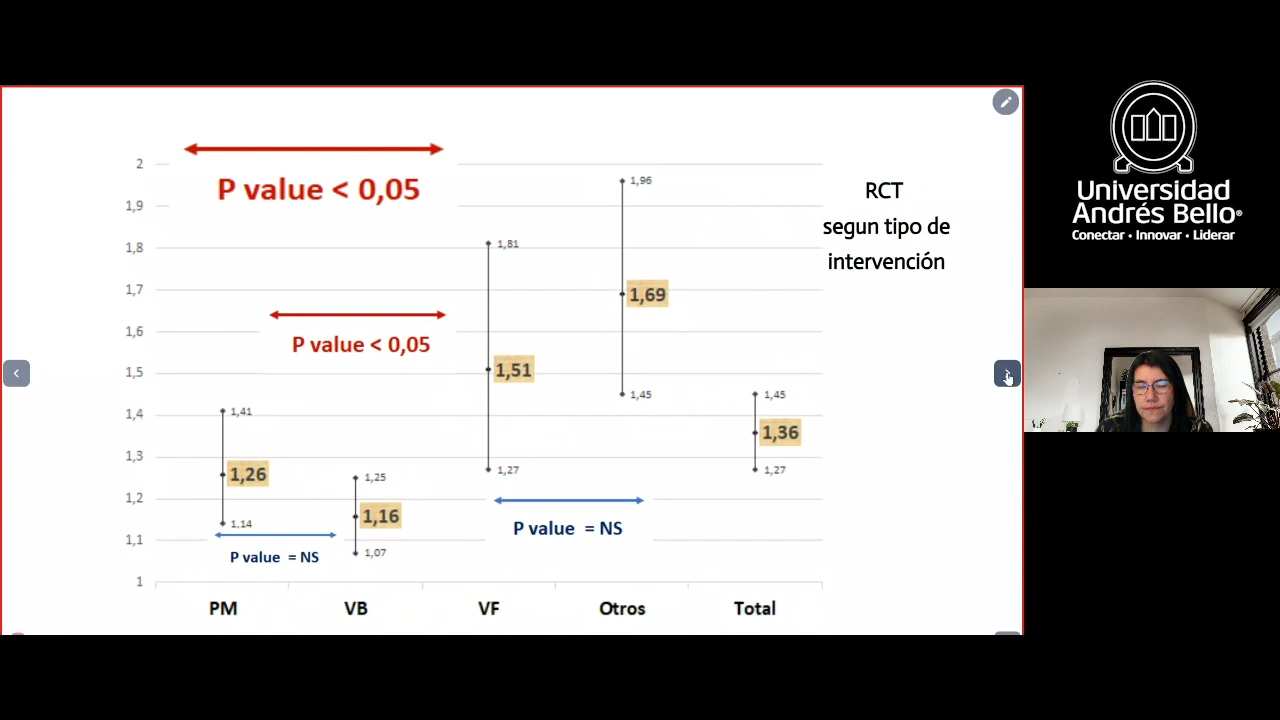 P value < 0,05
RCT
segun tipo de
intervención
2
1,9
1,8
1,7
1,6
1,5
1,4
1,3
1,2
1,1
1
1,96
1,81
1,69
P value < 0,05
1,51
1,45
1,41
1,45
1,36
1,26
1,25
1,27
1,27
1,16
1,14
1,07
P value = NS
P value = NS
PM
VB
VF
Otros
Total
Universidad
Andrés Bello®
Conectar • Innovar • Liderar